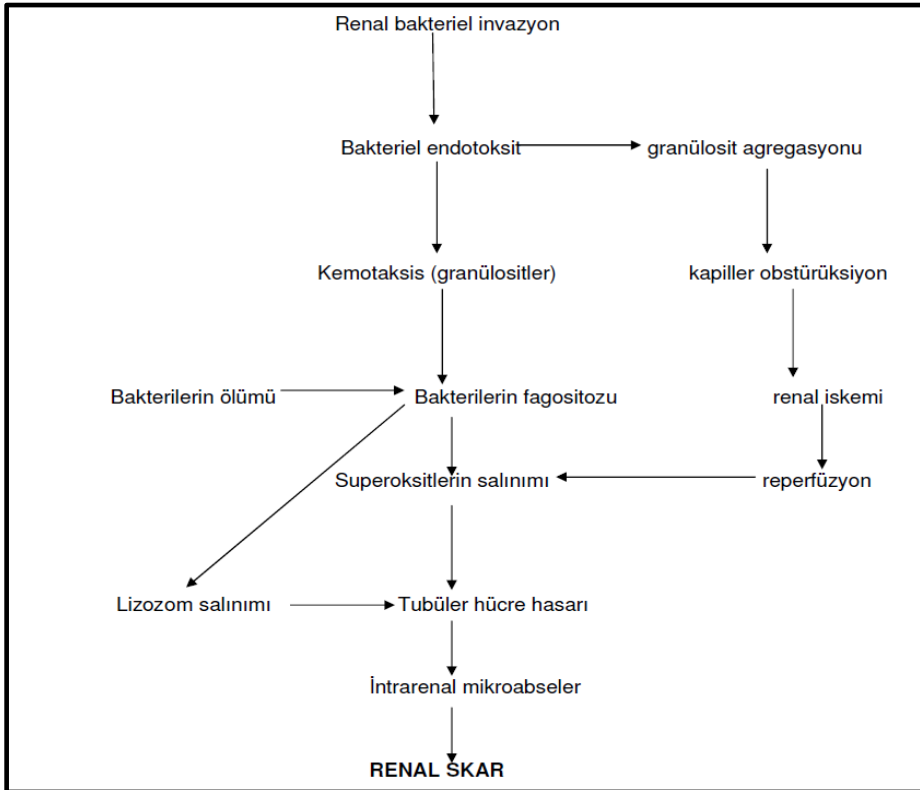 Renal bakteriel invazyon
Bakteriel endotoksit granülosit agregasyonu
Kemotaksis (granülositler) kapiller obstürüksiyon
Bakterilerin ölümü Bakterilerin fagositozu renal iskemi
Superoksitlerin salınımı reperfüzyon
Lizozom salınımı Tubüler hücre hasarı
İntrarenal mikroabseler
RENAL SKAR